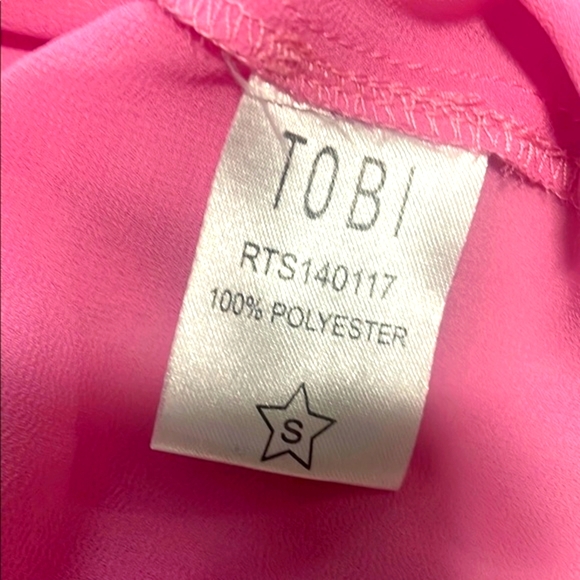 TOBI
RTS140117
100% POLYESTER
S